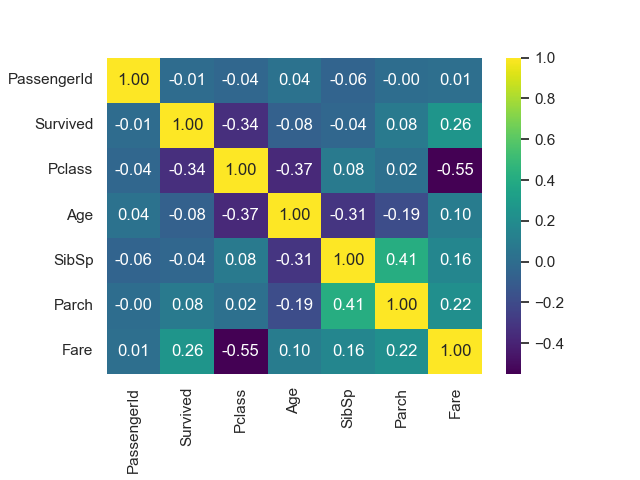 PassengerId 1.00 -0.01 -0.04 0.04 -0.06 -0.00 0.01
Survived -0.01 1.00 -0.34 -0.08 -0.04 0.08 0.26
Pclass -0.04 -0.34 1.00 -0.37 0.08 0.02 -0.55
Age 0.04 -0.08 -0.37 1.00 -0.31 -0.19 0.10
SibSp -0.06 -0.04 0.08 -0.31 1.00 0.41 0.16
Parch -0.00 0.08 0.02 -0.19 0.41 1.00 0.22
Fare 0.01 0.26 -0.55 0.10 0.16 0.22 1.00
PassengerId Survived Pclass Age SibSp Parch Fare
1.0
0.8
0.6
0.4
0.2
0.0
−0.2
−0.4